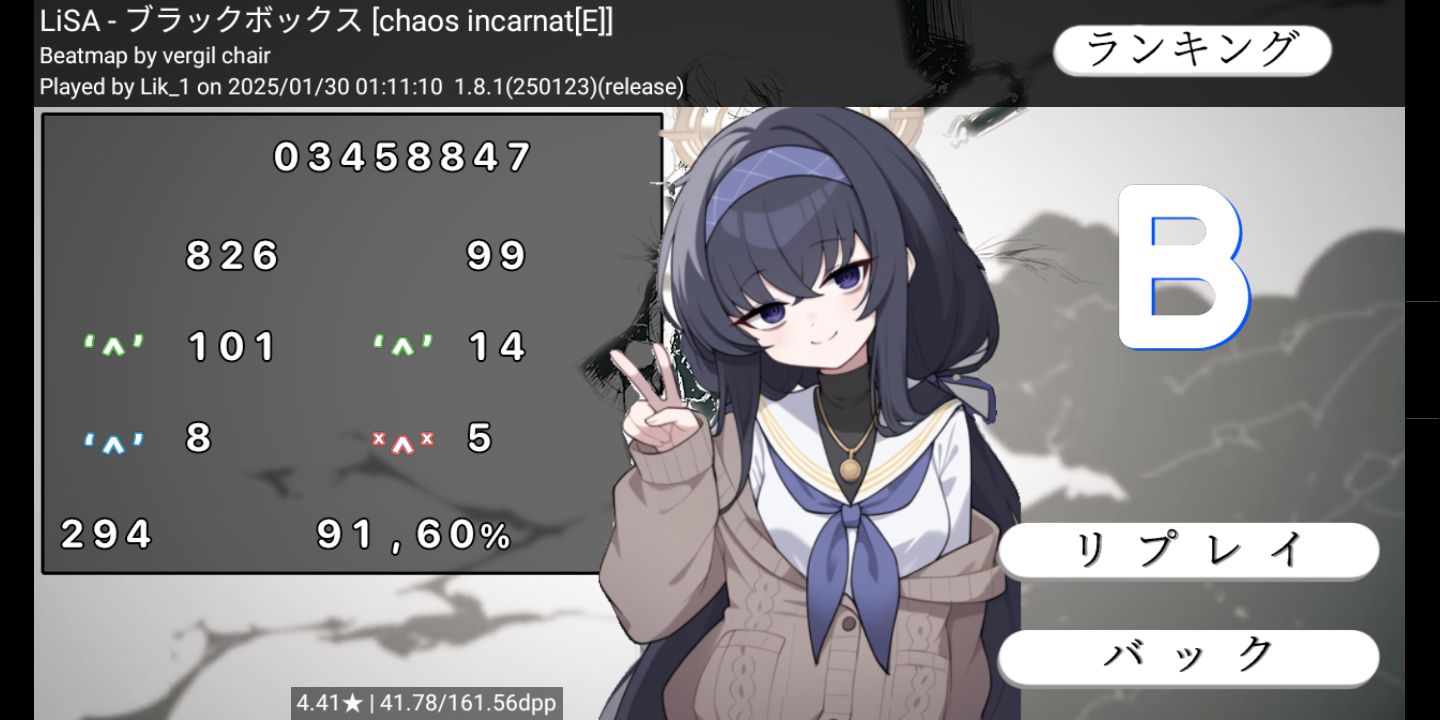 LiSA - ブラックボックス [chaos incarnat[E]]
Beatmap by vergil chair
Played by Lik_1 on 2025/01/30 01:11:10 1.8.1(250123)(release)
ランキング
03458847
826 99
'^' 101 '^' 14
'^' 8 x^x 5
294 91,60%
B
リプレイ
バック
4.41★ | 41.78/161.56dpp